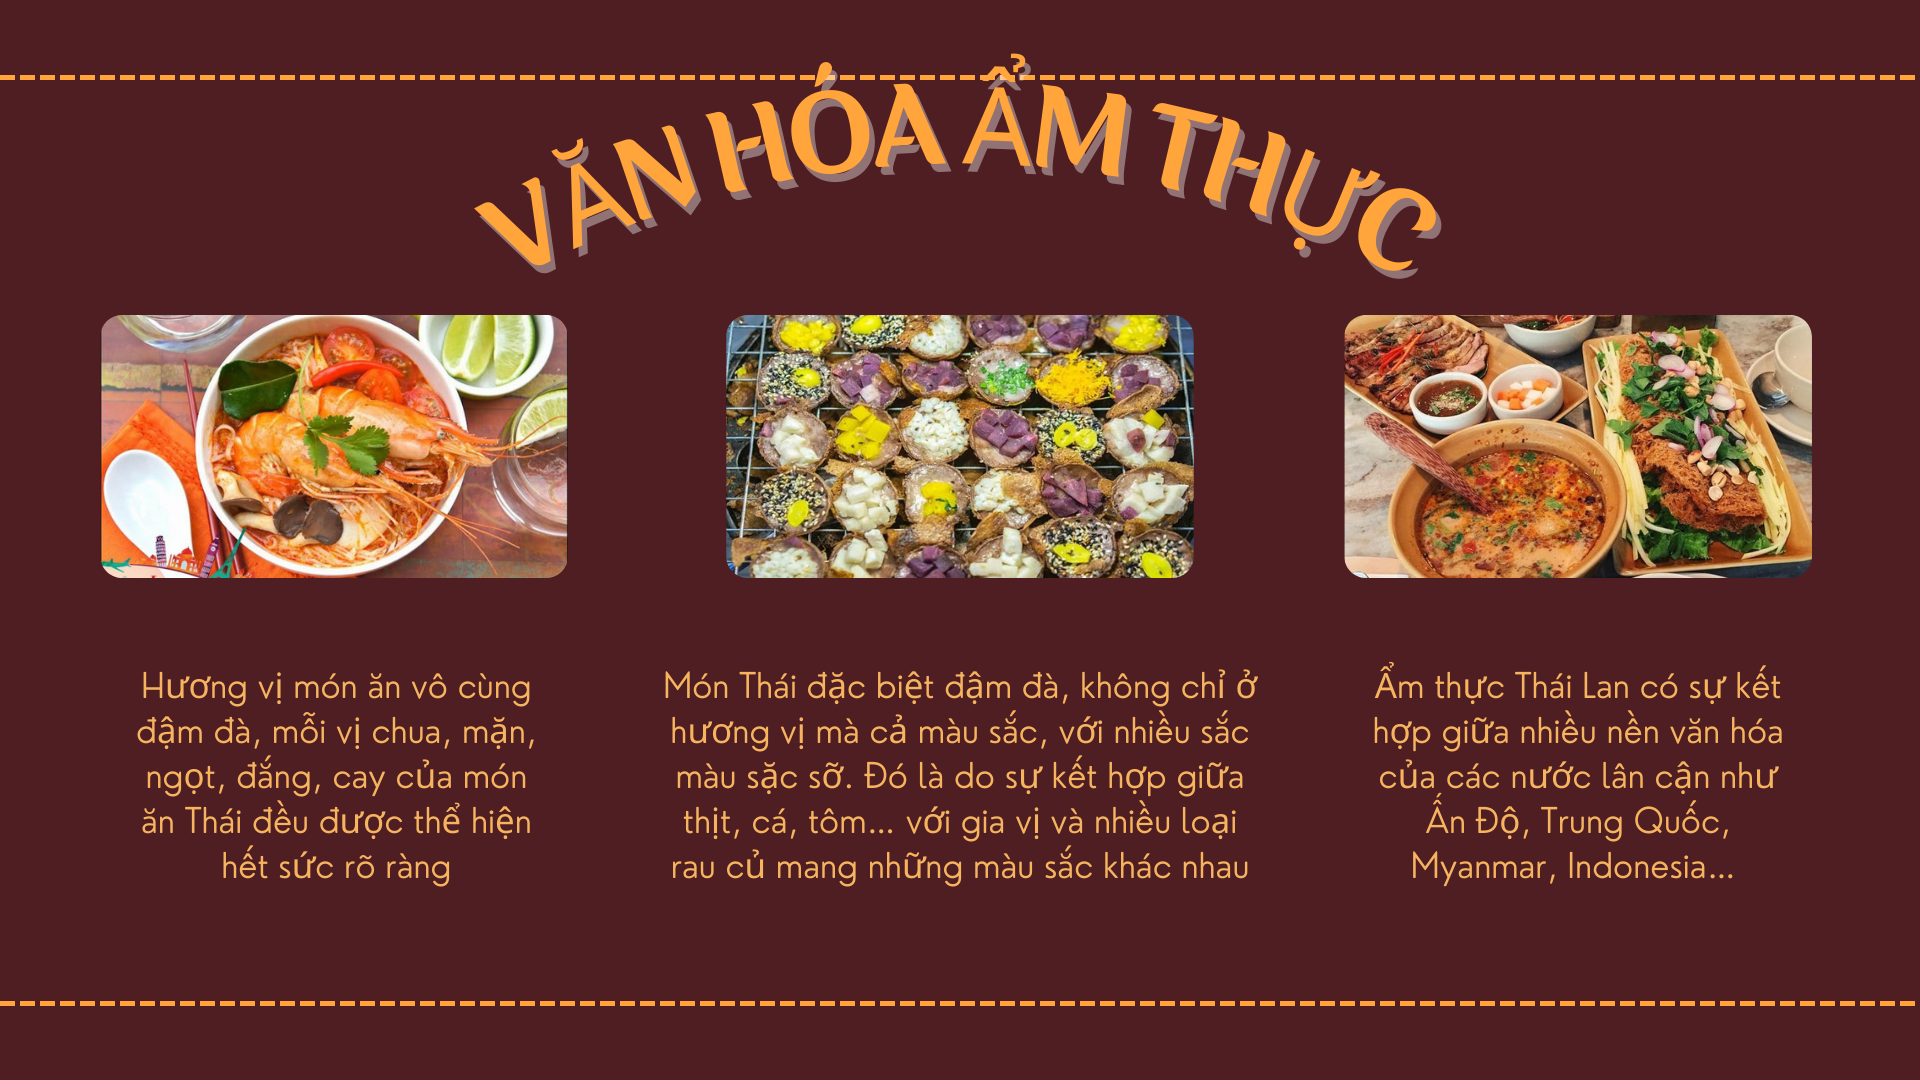 VĂN HÓA ẨM THỰC
Hương vị món ăn vô cùng
đậm đà, mỗi vị chua, mặn,
ngọt, đắng, cay của món
ăn Thái đều được thể hiện
hết sức rõ ràng
Món Thái đặc biệt đậm đà, không chỉ ở
hương vị mà cả màu sắc, với nhiều sắc
màu sặc sỡ. Đó là do sự kết hợp giữa
thịt, cá, tôm... với gia vị và nhiều loại
rau củ mang những màu sắc khác nhau
Ẩm thực Thái Lan có sự kết
hợp giữa nhiều nền văn hóa
của các nước lân cận như
Ấn Độ, Trung Quốc,
Myanmar, Indonesia...